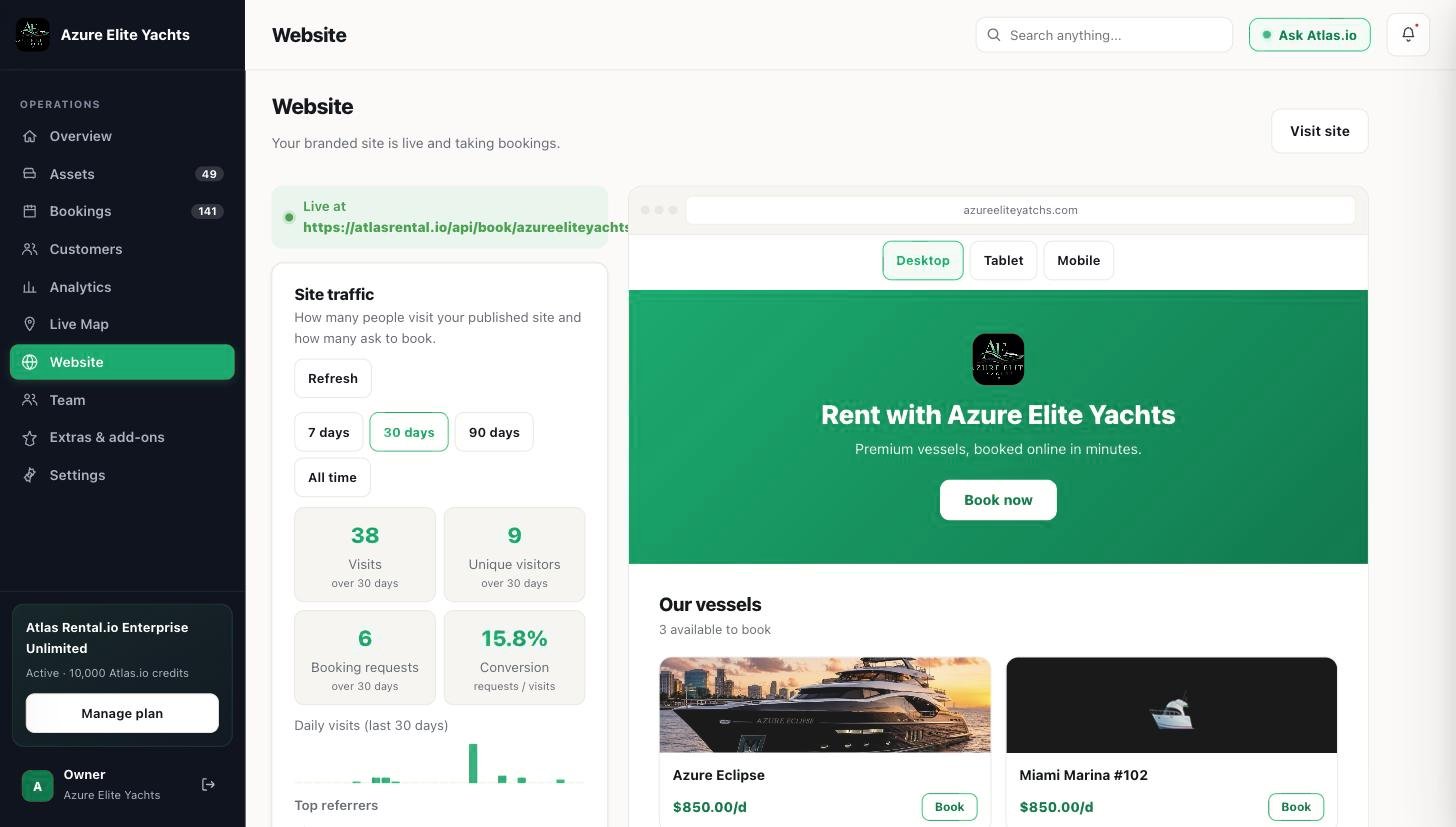 Azure Elite Yachts
OPERATIONS
Overview
Assets 49
Bookings 141
Customers
Analytics
Live Map
Website
Team
Extras & add-ons
Settings
Atlas Rental.io Enterprise
Unlimited
Active · 10,000 Atlas.io credits
Manage plan
A
Owner
Azure Elite Yachts
Website
Search anything...
Ask Atlas.io
Website
Your branded site is live and taking bookings.
Visit site
Live at
https://atlasrental.io/api/book/azureeliteyachts
Site traffic
How many people visit your published site and
how many ask to book.
Refresh
7 days 30 days 90 days
All time
38
Visits
over 30 days
9
Unique visitors
over 30 days
6
Booking requests
over 30 days
15.8%
Conversion
requests / visits
Daily visits (last 30 days)
Top referrers
azureeliteyatchs.com
Desktop Tablet Mobile
Rent with Azure Elite Yachts
Premium vessels, booked online in minutes.
Book now
Our vessels
3 available to book
AZURE ECLIPSE
Azure Eclipse
$850.00/d Book
Miami Marina #102
$850.00/d Book